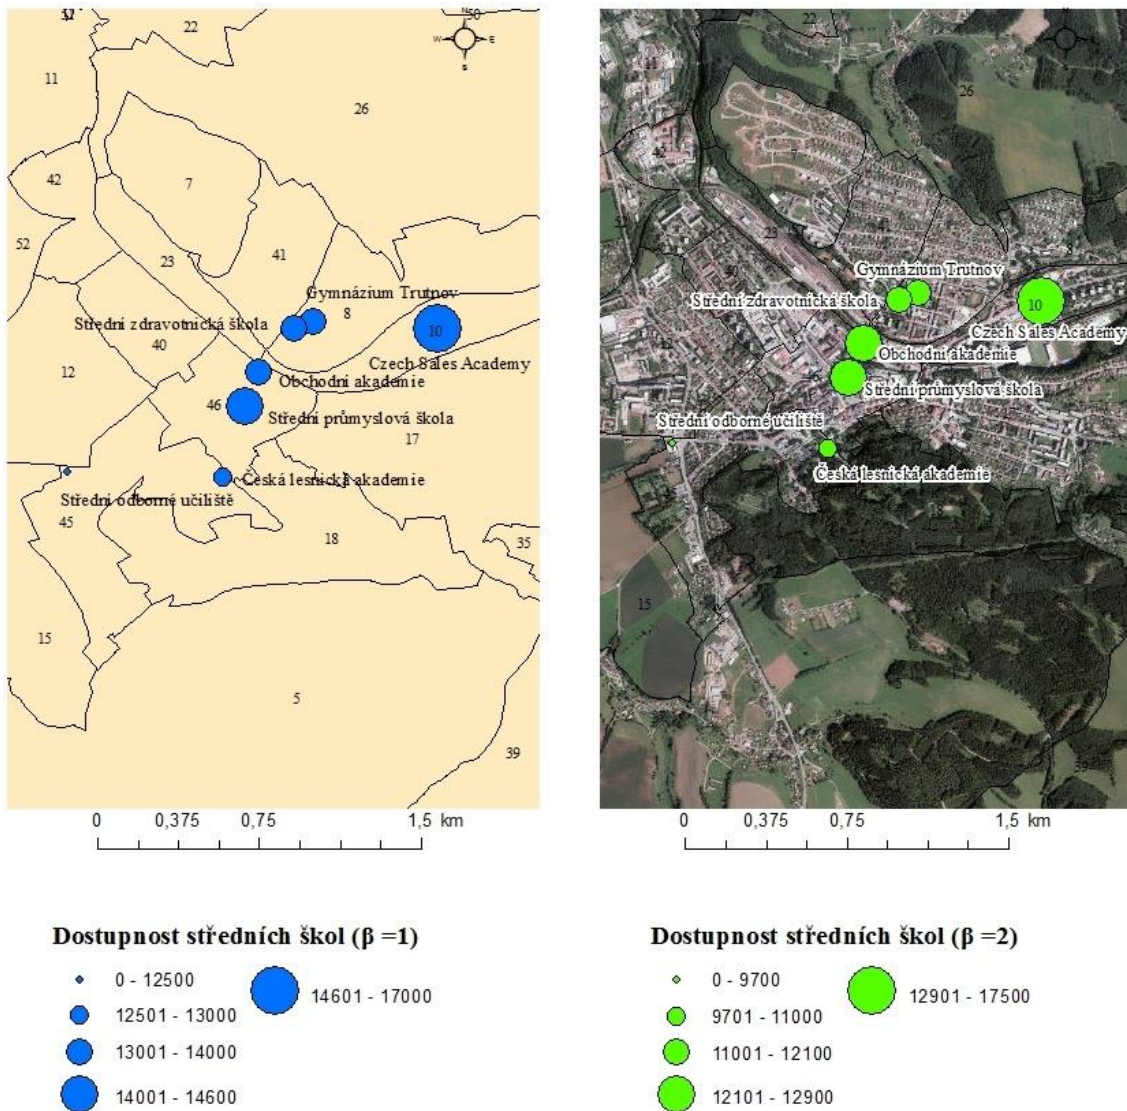 37
22
50
N
W E
S
11
26
42
7
52
23
41
Gymnázium Trutnov
8
Střední zdravotnická škola
10
40
Czech Sales Academy
12
Obchodní akademie
46
Střední průmyslová škola
17
Česká lesnická akademie
Střední odborné učiliště
45
18
35
15
5
39
0 0,375 0,75 1,5 km
Dostupnost středních škol (β =1)
0 - 12500
12501 - 13000
13001 - 14000
14001 - 14600
14601 - 17000
22
26
7
23
8
Gymnázium Trutnov
Střední zdravotnická škola
10
Czech Sales Academy
Obchodní akademie
Střední průmyslová škola
Střední odborné učiliště
Česká lesnická akademie
15
39
0 0,375 0,75 1,5 km
Dostupnost středních škol (β =2)
0 - 9700
9701 - 11000
11001 - 12100
12101 - 12900
12901 - 17500